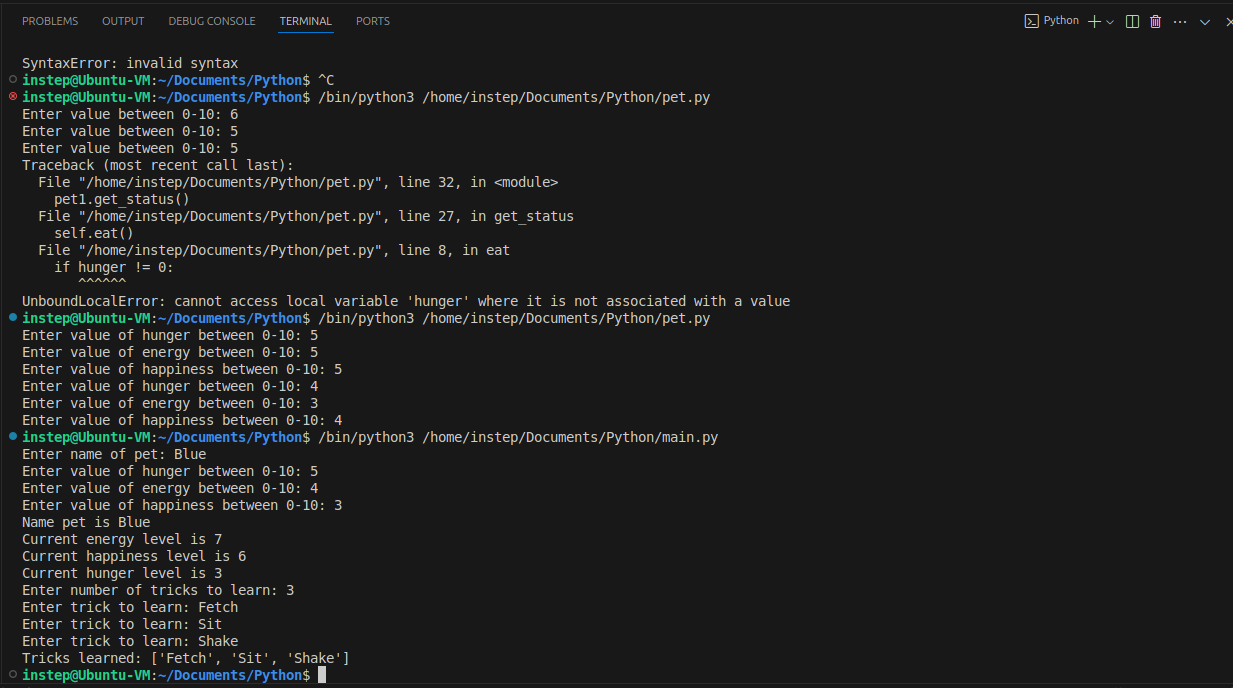 PROBLEMS OUTPUT DEBUG CONSOLE TERMINAL PORTS Python
SyntaxError: invalid syntax
instep@Ubuntu-VM:~/Documents/Python$ ^C
instep@Ubuntu-VM:~/Documents/Python$ /bin/python3 /home/instep/Documents/Python/pet.py
Enter value between 0-10: 6
Enter value between 0-10: 5
Enter value between 0-10: 5
Traceback (most recent call last):
  File "/home/instep/Documents/Python/pet.py", line 32, in <module>
    pet1.get_status()
  File "/home/instep/Documents/Python/pet.py", line 27, in get_status
    self.eat()
  File "/home/instep/Documents/Python/pet.py", line 8, in eat
    if hunger != 0:
       ^^^^^^
UnboundLocalError: cannot access local variable 'hunger' where it is not associated with a value
instep@Ubuntu-VM:~/Documents/Python$ /bin/python3 /home/instep/Documents/Python/pet.py
Enter value of hunger between 0-10: 5
Enter value of energy between 0-10: 5
Enter value of happiness between 0-10: 5
Enter value of hunger between 0-10: 4
Enter value of energy between 0-10: 3
Enter value of happiness between 0-10: 4
instep@Ubuntu-VM:~/Documents/Python$ /bin/python3 /home/instep/Documents/Python/main.py
Enter name of pet: Blue
Enter value of hunger between 0-10: 5
Enter value of energy between 0-10: 4
Enter value of happiness between 0-10: 3
Name pet is Blue
Current energy level is 7
Current happiness level is 6
Current hunger level is 3
Enter number of tricks to learn: 3
Enter trick to learn: Fetch
Enter trick to learn: Sit
Enter trick to learn: Shake
Tricks learned: ['Fetch', 'Sit', 'Shake']
instep@Ubuntu-VM:~/Documents/Python$